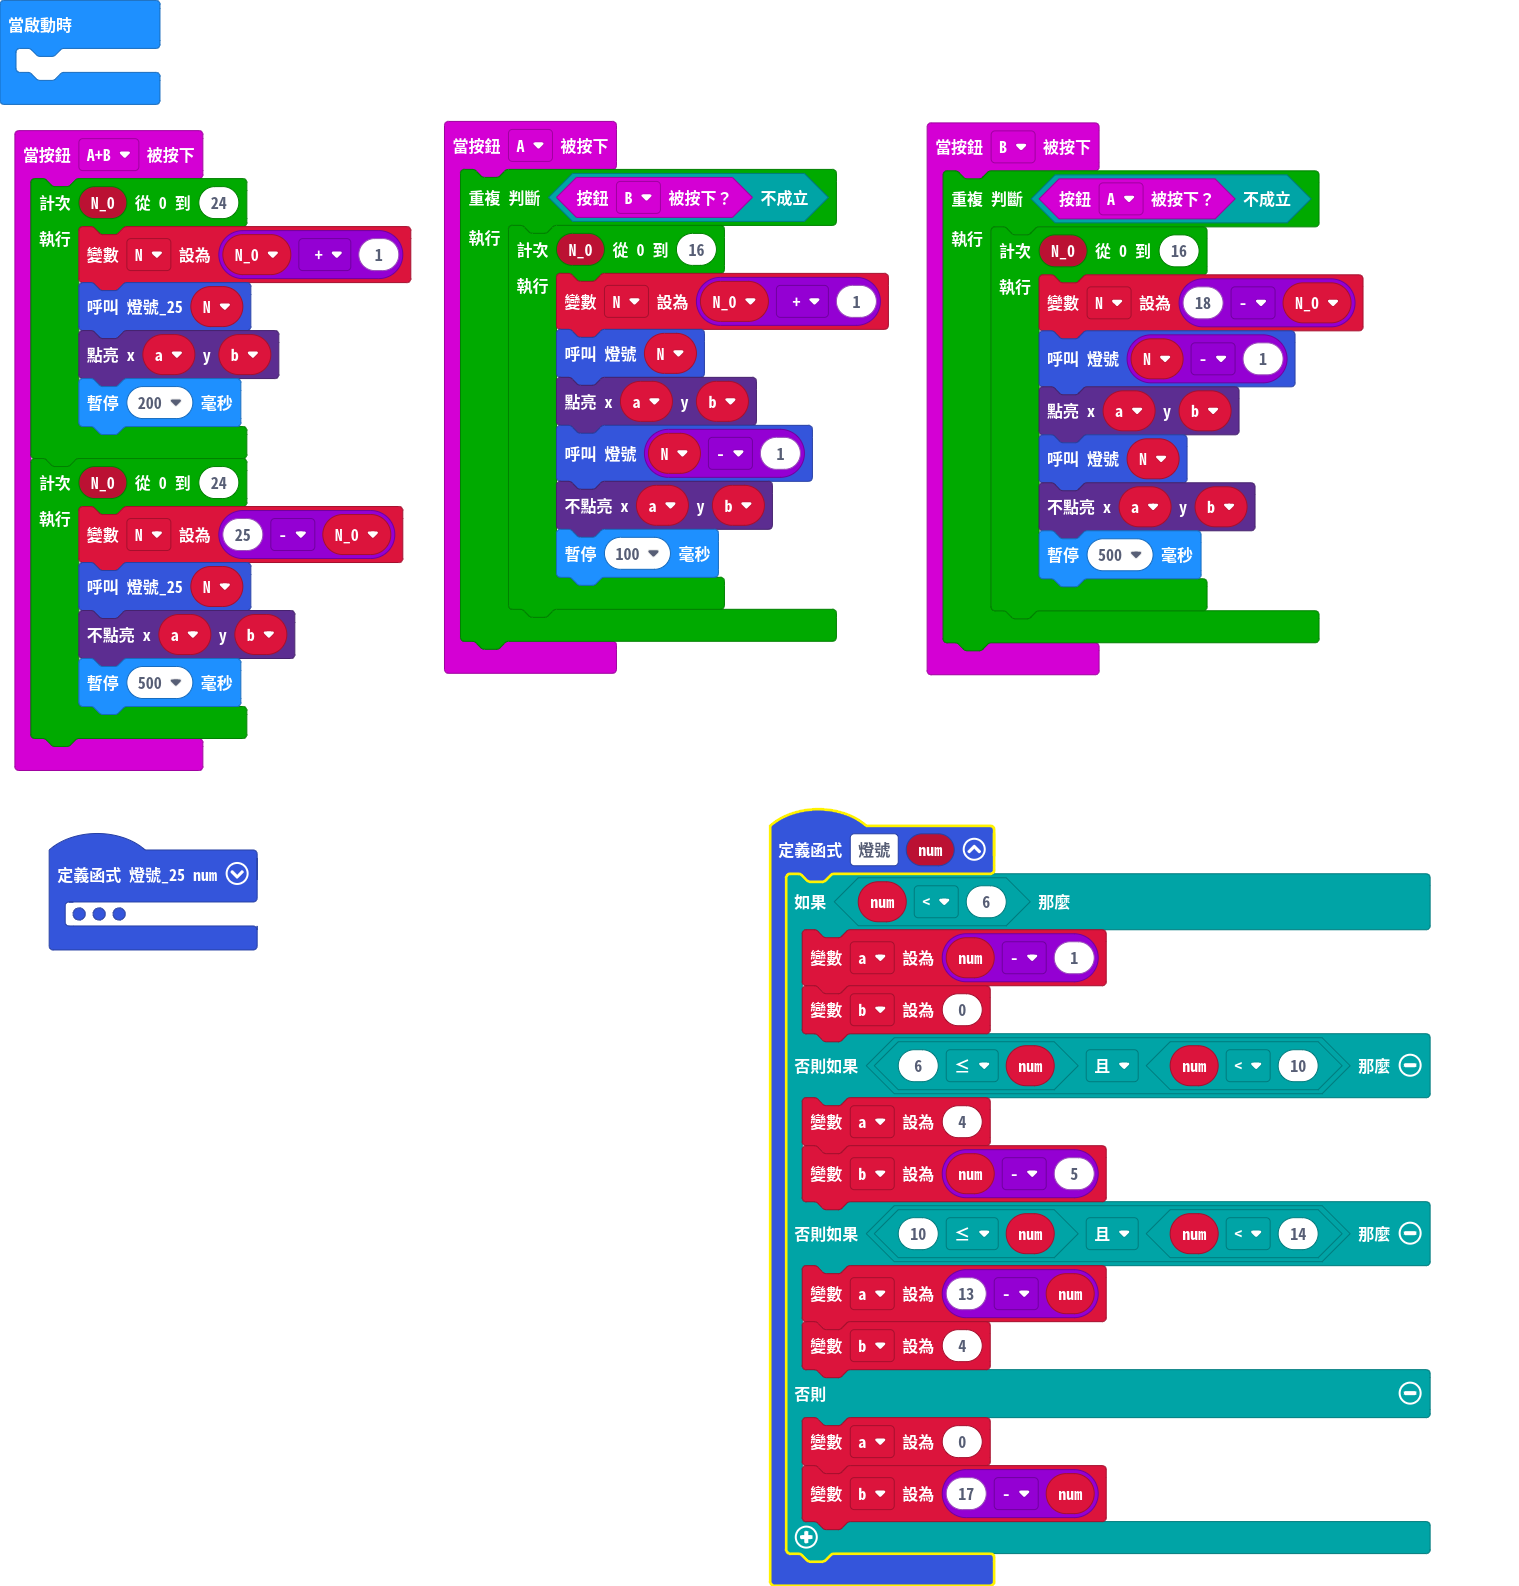 當啟動時
當按鈕 A+B 被按下
計次 N_O 從 0 到 24
執行
變數 N 設為 N_O + 1
呼叫 燈號_25 N
點亮 x a y b
暫停 200 毫秒
計次 N_O 從 0 到 24
執行
變數 N 設為 25 - N_O
呼叫 燈號_25 N
不點亮 x a y b
暫停 500 毫秒
當按鈕 A 被按下
重複 判斷 按鈕 B 被按下？ 不成立
執行
計次 N_O 從 0 到 16
執行
變數 N 設為 N_O + 1
呼叫 燈號 N
點亮 x a y b
呼叫 燈號 N - 1
不點亮 x a y b
暫停 100 毫秒
當按鈕 B 被按下
重複 判斷 按鈕 A 被按下？ 不成立
執行
計次 N_O 從 0 到 16
執行
變數 N 設為 18 - N_O
呼叫 燈號 N - 1
點亮 x a y b
呼叫 燈號 N
不點亮 x a y b
暫停 500 毫秒
定義函式 燈號_25 num
定義函式 燈號 num
如果 num < 6 那麼
變數 a 設為 num - 1
變數 b 設為 0
否則如果 6 ≤ num 且 num < 10 那麼
變數 a 設為 4
變數 b 設為 num - 5
否則如果 10 ≤ num 且 num < 14 那麼
變數 a 設為 13 - num
變數 b 設為 4
否則
變數 a 設為 0
變數 b 設為 17 - num